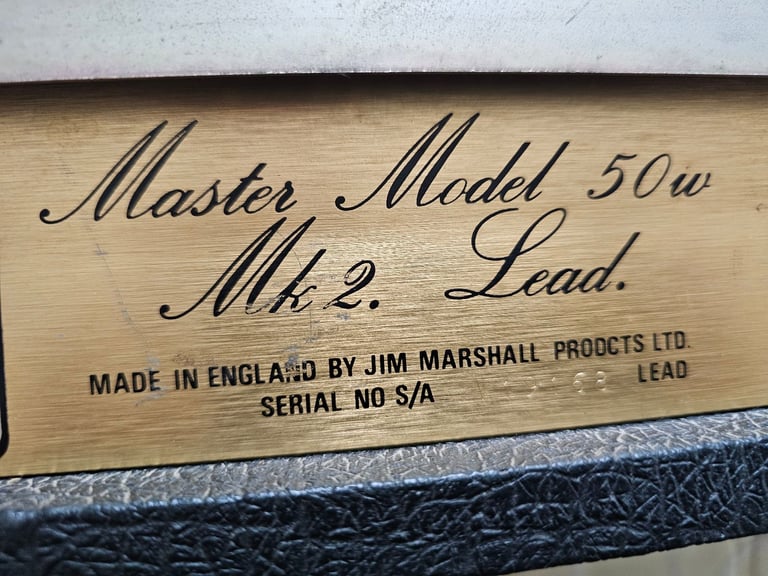 Master Model 50w
Mk 2. Lead.
MADE IN ENGLAND BY JIM MARSHALL PRODCTS LTD.
SERIAL NO S/A LEAD